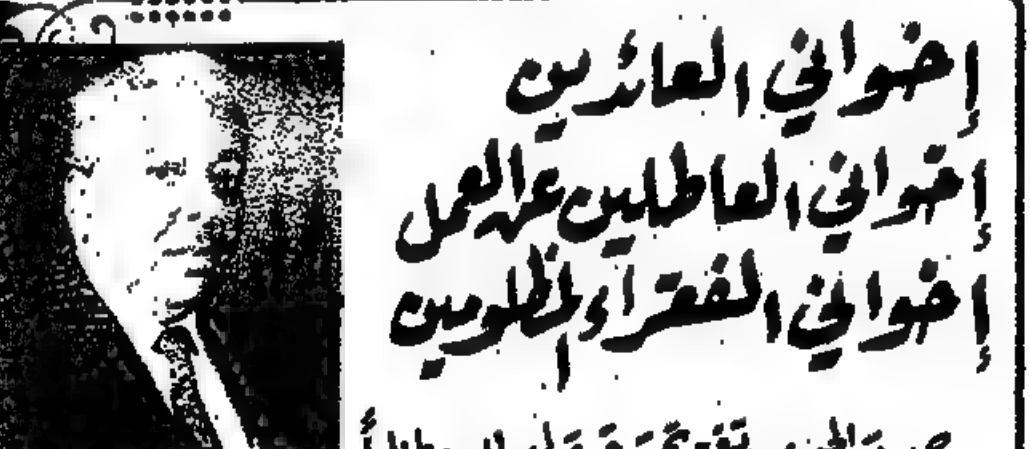 إخواني العائدين
إخواني العاطلين عن العمل
إخواني الفقراء المظلومين